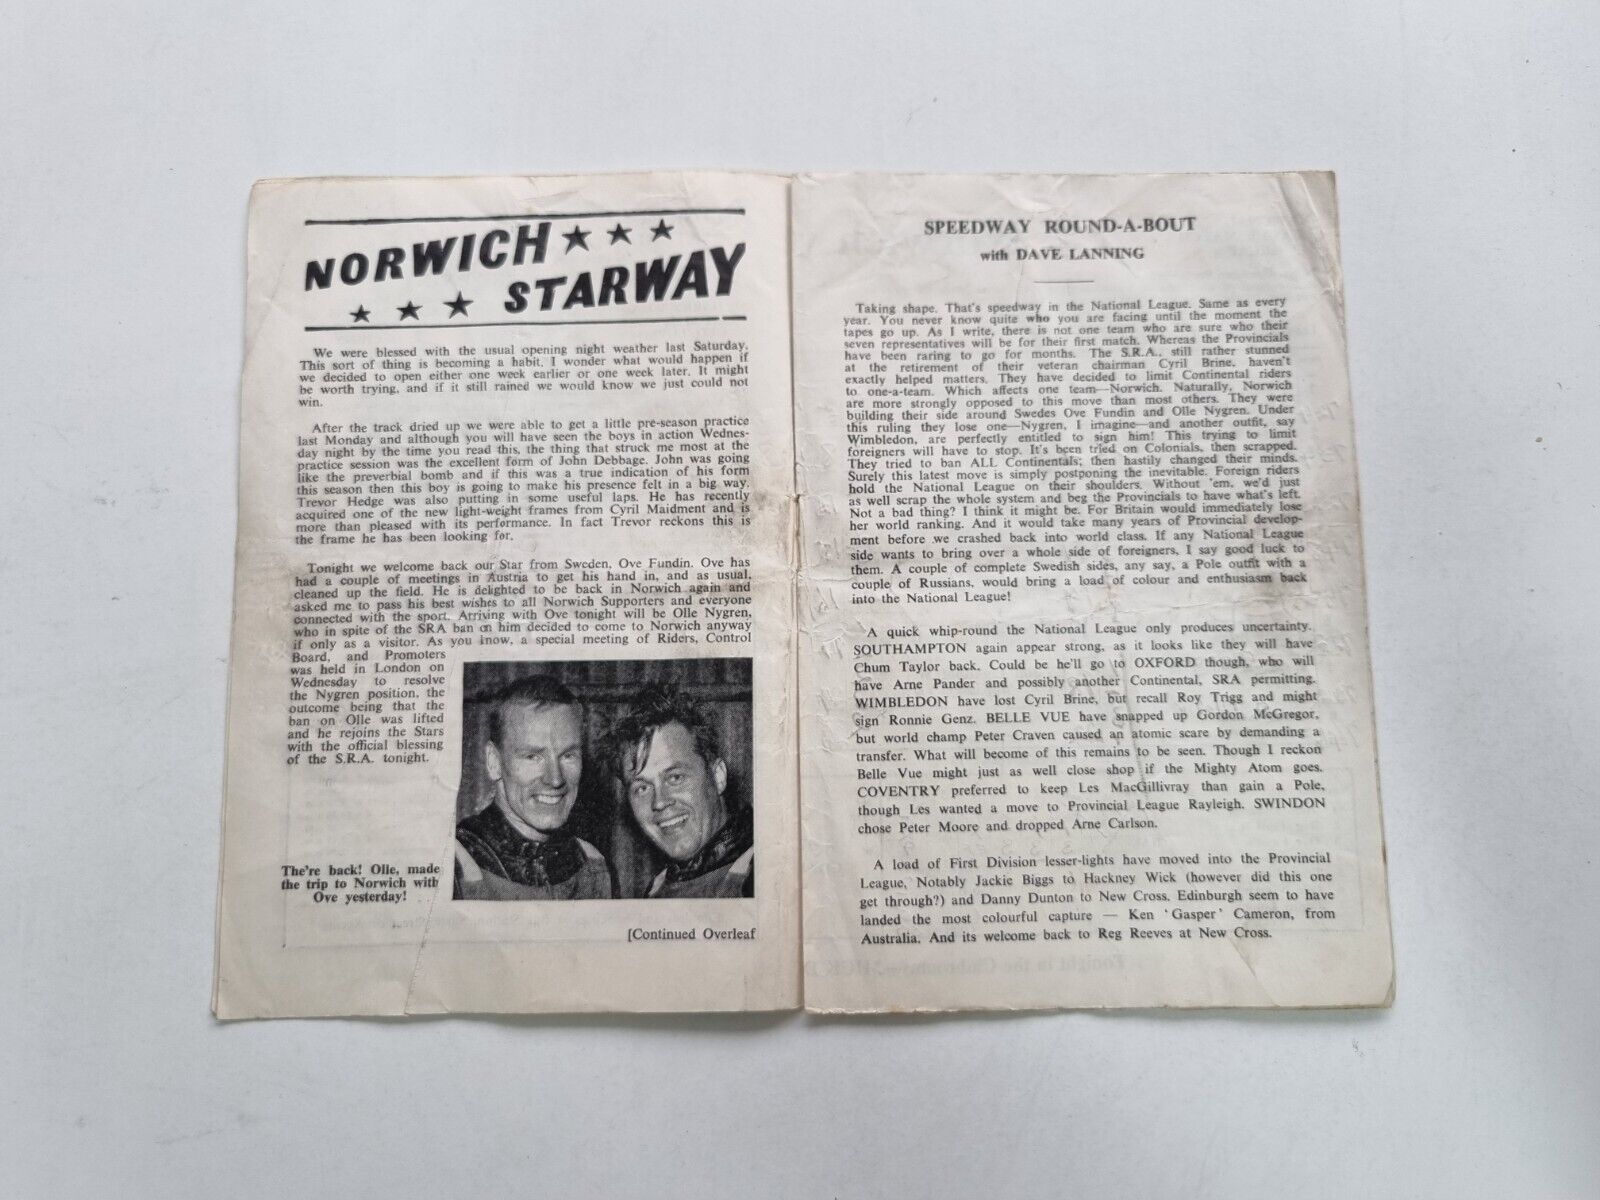 NORWICH
STARWAY
We were blessed with the usual opening night weather last Saturday.
This sort of thing is becoming a habit. I wonder what would happen if
we decided to open either one week earlier or one week later. It might
be worth trying, and if it still rained we would know we just could not
win.
After the track dried up we were able to get a little pre-season practice
last Monday and although you will have seen the boys in action Wednes-
day night by the time you read this, the thing that struck me most at the
practice session was the excellent form of John Debbage. John was going
like the preverbial bomb and if this was a true indication of his form
this season then this boy is going to make his presence felt in a big way.
Trevor Hedge was also putting in some useful laps. He has recently
acquired one of the new light-weight frames from Cyril Maidment and is
more than pleased with its performance. In fact Trevor reckons this is
the frame he has been looking for.
Tonight we welcome back our Star from Sweden, Ove Fundin. Ove has
had a couple of meetings in Austria to get his hand in, and as usual,
cleaned up the field. He is delighted to be back in Norwich again and
asked me to pass his best wishes to all Norwich Supporters and everyone
connected with the sport. Arriving with Ove tonight will be Olle Nygren,
who in spite of the SRA ban on him decided to come to Norwich anyway
if only as a visitor. As you know, a special meeting of Riders, Control
Board, and Promoters
was held in London on
Wednesday to resolve
the Nygren position, the
outcome being that the
ban on Olle was lifted
and he rejoins the Stars
with the official blessing
of the S.R.A. tonight.
The're back! Olle, made
the trip to Norwich with
Ove yesterday!
[Continued Overleaf
SPEEDWAY ROUND-A-BOUT
with DAVE LANNING
Taking shape. That's speedway in the National League. Same as every
year. You never know quite who you are facing until the moment the
tapes go up. As I write, there is not one team who are sure who their
seven representatives will be for their first match. Whereas the Provincials
have been raring to go for months. The S.R.A., still rather stunned
at the retirement of their veteran chairman Cyril Brine, haven't
exactly helped matters. They have decided to limit Continental riders
to one-a-team. Which affects one team—Norwich. Naturally, Norwich
are more strongly opposed to this move than most others. They were
building their side around Swedes Ove Fundin and Olle Nygren. Under
this ruling they lose one—Nygren, I imagine—and another outfit, say
Wimbledon, are perfectly entitled to sign him! This trying to limit
foreigners will have to stop. It's been tried on Colonials, then scrapped.
They tried to ban ALL Continentals; then hastily changed their minds.
Surely this latest move is simply postponing the inevitable. Foreign riders
hold the National League on their shoulders. Without 'em, we'd just
as well scrap the whole system and beg the Provincials to have what's left.
Not a bad thing? I think it might be. For Britain would immediately lose
her world ranking. And it would take many years of Provincial develop-
ment before we crashed back into world class. If any National League
side wants to bring over a whole side of foreigners, I say good luck to
them. A couple of complete Swedish sides, any say, a Pole outfit with a
couple of Russians, would bring a load of colour and enthusiasm back
into the National League!
A quick whip-round the National League only produces uncertainty.
SOUTHAMPTON again appear strong, as it looks like they will have
Chum Taylor back. Could be he'll go to OXFORD though, who will
have Arne Pander and possibly another Continental, SRA permitting.
WIMBLEDON have lost Cyril Brine, but recall Roy Trigg and might
sign Ronnie Genz. BELLE VUE have snapped up Gordon McGregor,
but world champ Peter Craven caused an atomic scare by demanding a
transfer. What will become of this remains to be seen. Though I reckon
Belle Vue might just as well close shop if the Mighty Atom goes.
COVENTRY preferred to keep Les MacGillivray than gain a Pole,
though Les wanted a move to Provincial League Rayleigh. SWINDON
chose Peter Moore and dropped Arne Carlson.
A load of First Division lesser-lights have moved into the Provincial
League, Notably Jackie Biggs to Hackney Wick (however did this one
get through?) and Danny Dunton to New Cross. Edinburgh seem to have
landed the most colourful capture — Ken 'Gasper' Cameron, from
Australia. And its welcome back to Reg Reeves at New Cross.